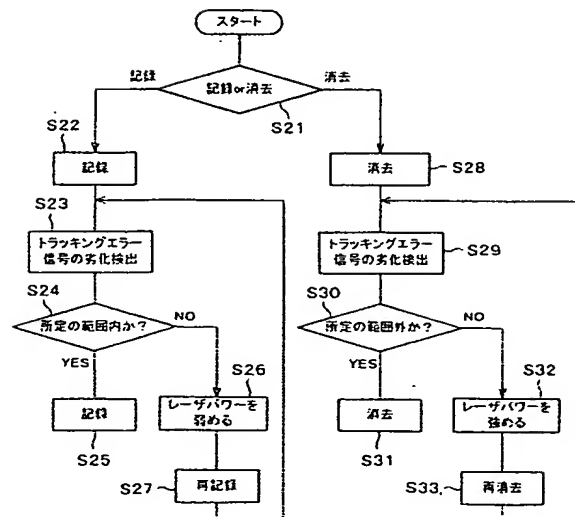 スタート
記録
消去
記録or消去
S21
S22
記録
消去
S28
S23
トラッキングエラー
信号の劣化検出
トラッキングエラー
信号の劣化検出
S29
S24
所定の範囲内か?
NO
S30
所定の範囲外か?
NO
YES
S26
YES
S32
記録
レーザパワーを
弱める
消去
レーザパワーを
強める
S25
S31
S27
再記録
S33
再消去